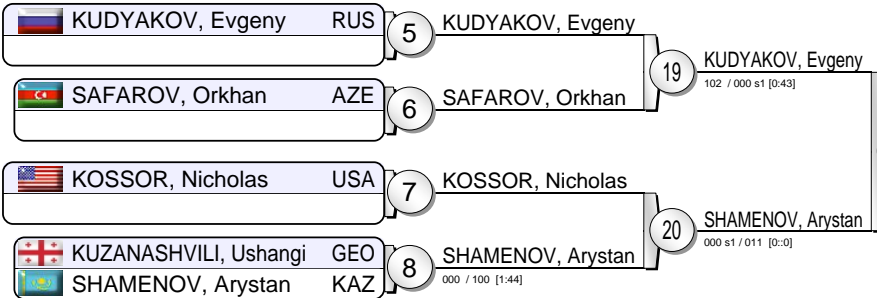 KUDYAKOV, Evgeny RUS
5
KUDYAKOV, Evgeny
19
KUDYAKOV, Evgeny
102 / 000 s1 [0:43]
SAFAROV, Orkhan AZE
6
SAFAROV, Orkhan
KOSSOR, Nicholas USA
7
KOSSOR, Nicholas
20
SHAMENOV, Arystan
000 s1 / 011 [0::0]
KUZANASHVILI, Ushangi GEO
SHAMENOV, Arystan KAZ
8
SHAMENOV, Arystan
000 / 100 [1:44]